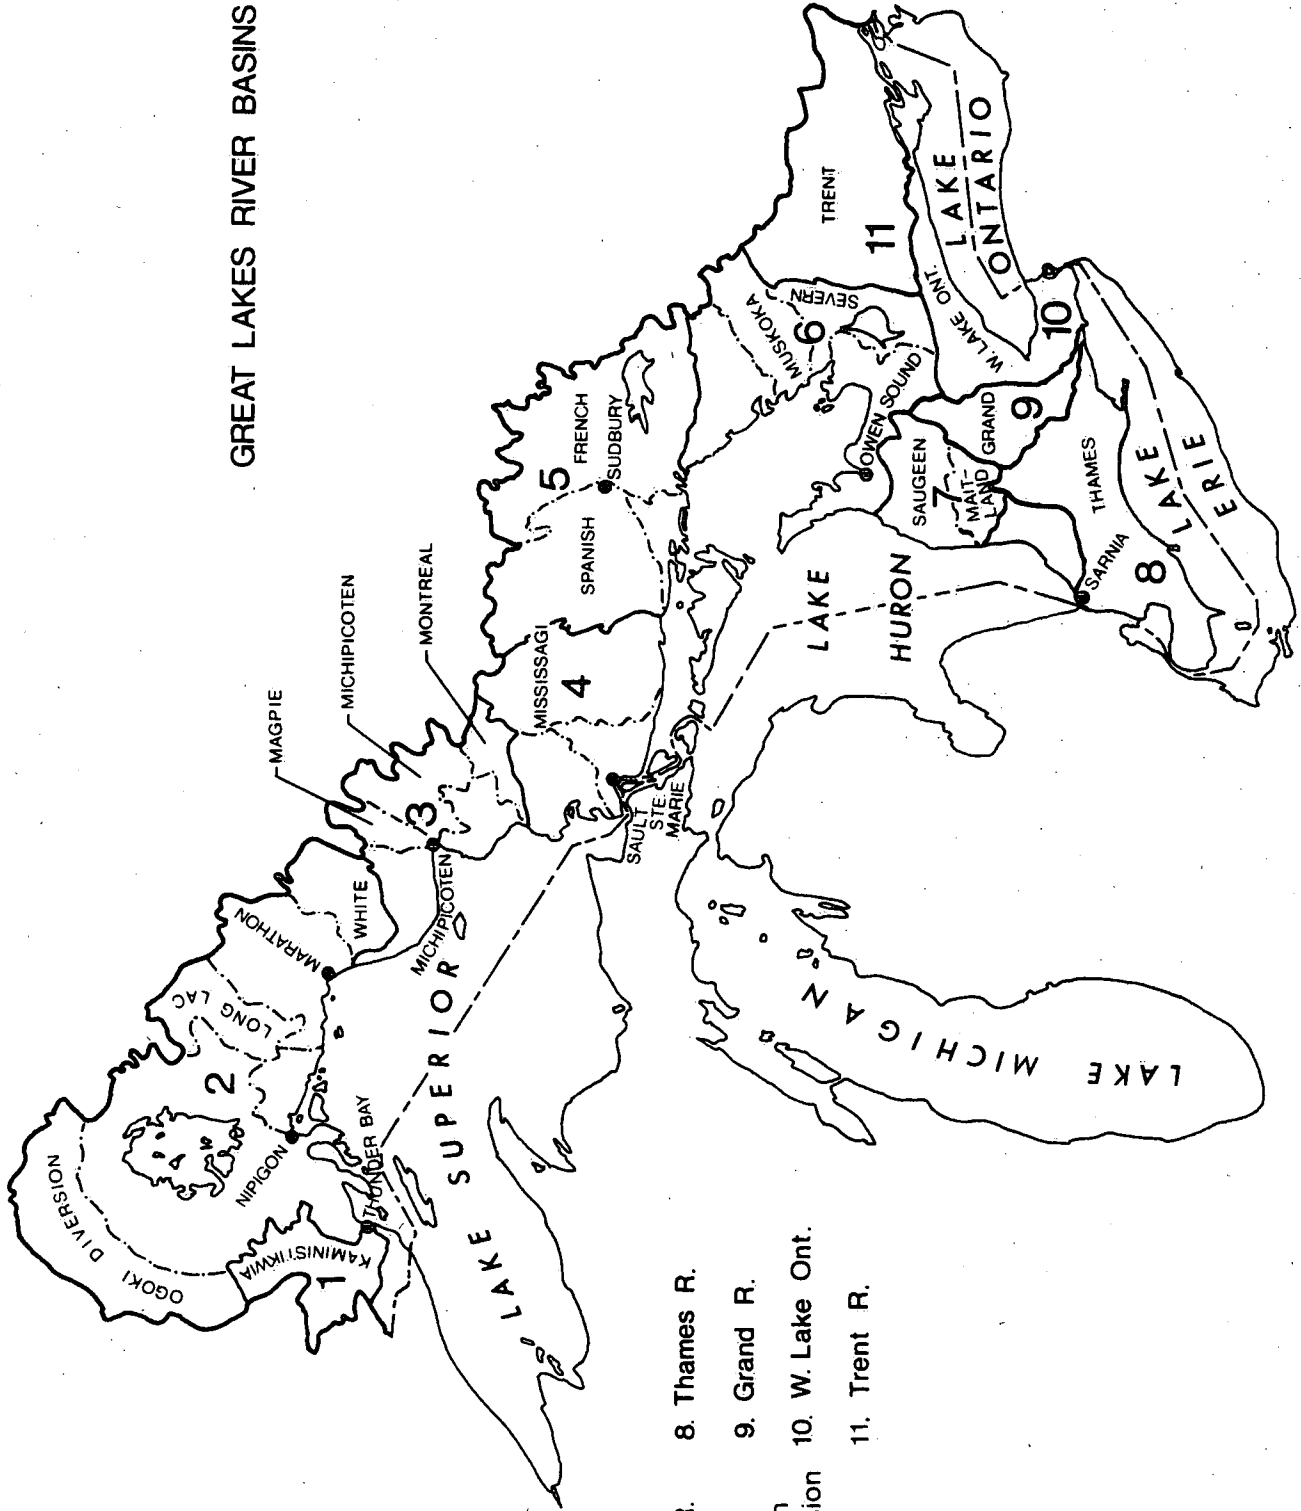 GREAT LAKES RIVER BASINS
OGOKI DIVERSION
KAMINISTIKWIA
1
NIPIGON
2
LONG LAC
MARATHON
WHITE
THUNDER BAY
MICHIPICOTEN
3
MAGPIE
MICHIPICOTEN
MONTREAL
LAKE SUPERIOR
MISSISSAGI
4
SAULT
STE.
MARIE
SPANISH
5
FRENCH
SUDBURY
MUSKOKA
6
SEVERN
TRENT
11
OWEN SOUND
SAUGEEN
7
MAIT-
LAND
GRAND
9
W. LAKE ONT.
10
THAMES
SARNIA
8
LAKE
HURON
LAKE MICHIGAN
LAKE
ERIE
LAKE
ONTARIO
8. Thames R.
9. Grand R.
ion 10. W. Lake Ont.
11. Trent R.